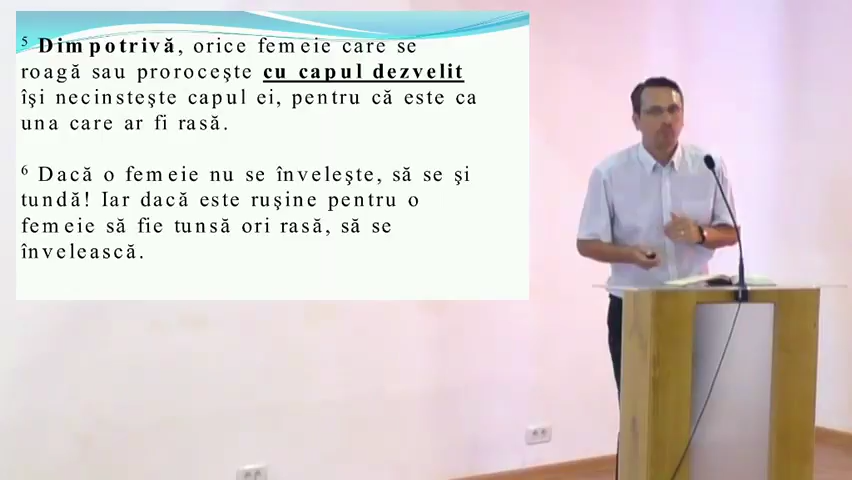 5 Dimpotrivă, orice femeie care se
roagă sau proroceşte cu capul dezvelit
îşi necinsteşte capul ei, pentru că este ca
una care ar fi rasă.
6 Dacă o femeie nu se înveleşte, să se şi
tundă! Iar dacă este ruşine pentru o
femeie să fie tunsă ori rasă, să se
învelească.